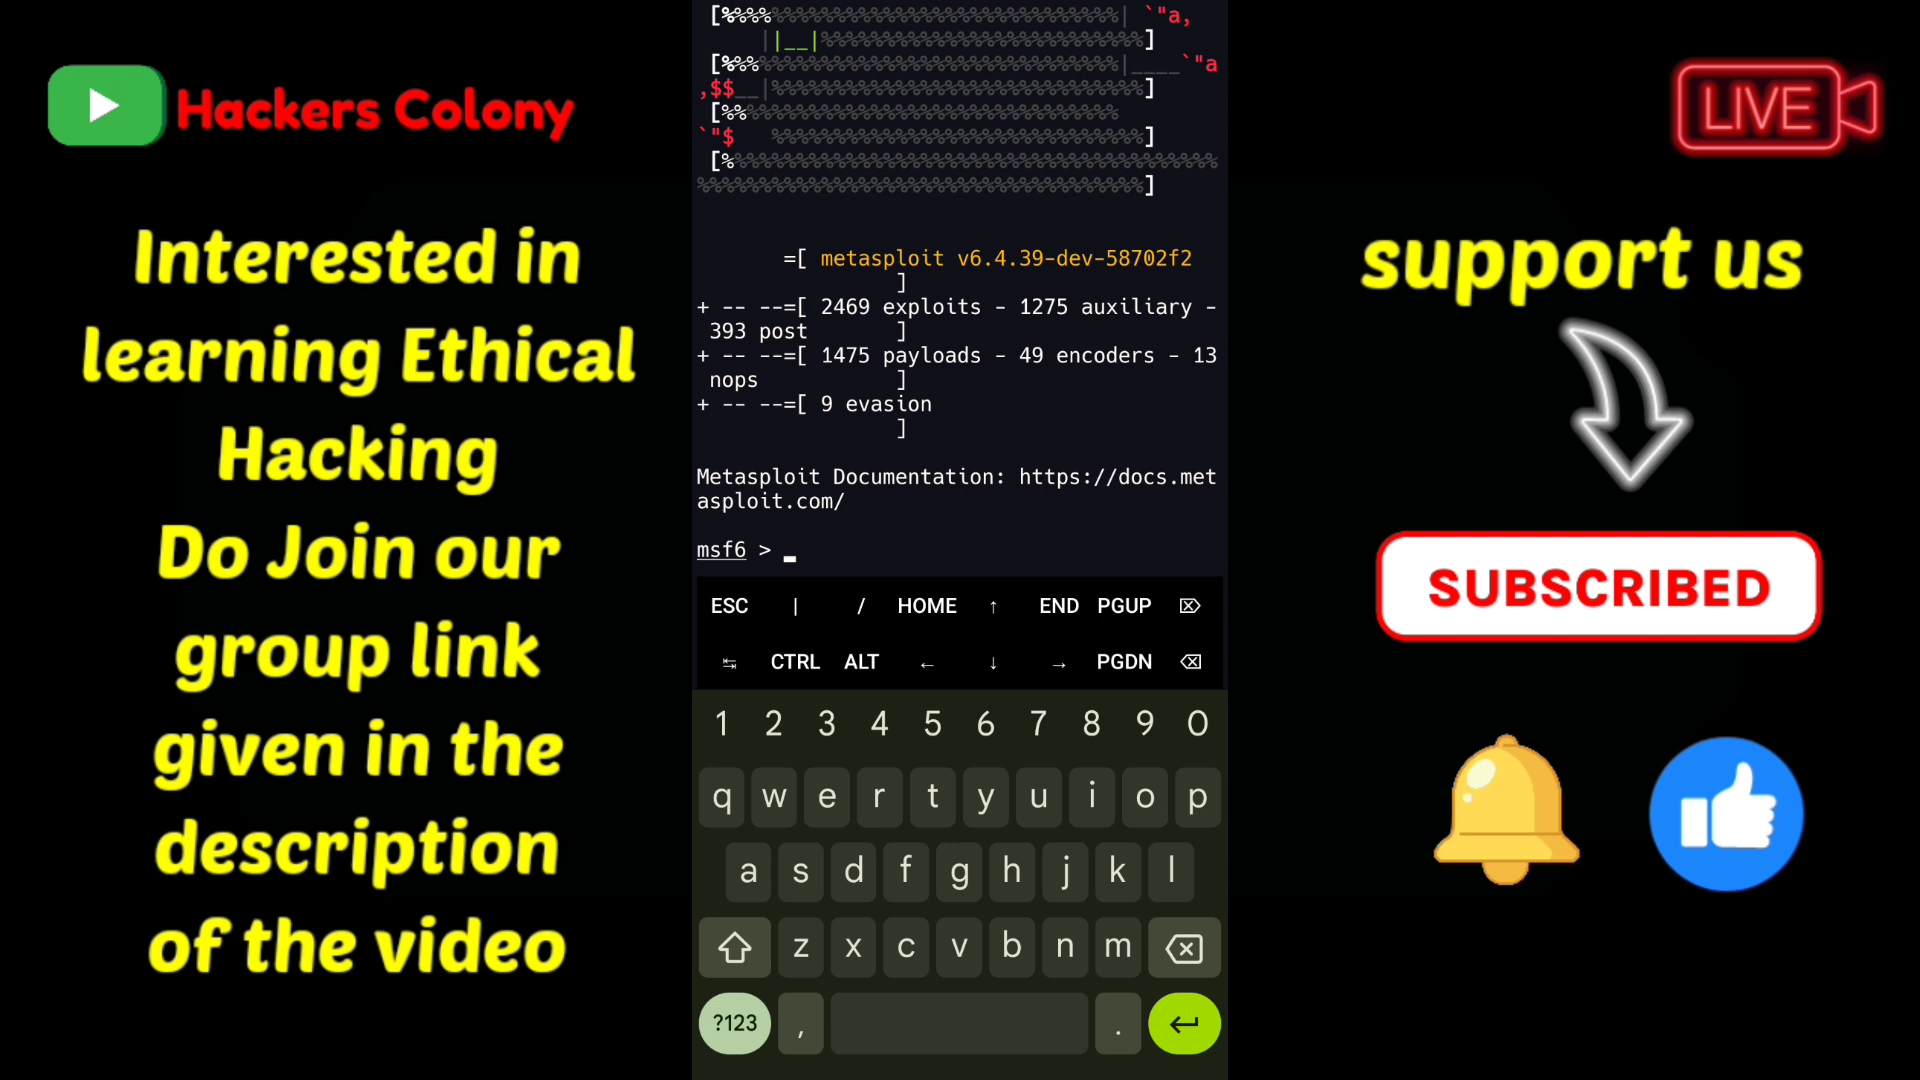 Hackers Colony
Interested in
learning Ethical
Hacking
Do Join our
group link
given in the
description
of the video
=[ metasploit v6.4.39-dev-58702f2
]
+ -- --=[ 2469 exploits - 1275 auxiliary -
393 post ]
+ -- --=[ 1475 payloads - 49 encoders - 13
nops ]
+ -- --=[ 9 evasion
]
Metasploit Documentation: https://docs.met
asploit.com/
msf6 > _
ESC | / HOME ↑ END PGUP ⌦
↹ CTRL ALT ← ↓ → PGDN ⌫
1 2 3 4 5 6 7 8 9 0
q w e r t y u i o p
a s d f g h j k l
z x c v b n m
?123 , .
LIVE
support us
SUBSCRIBED